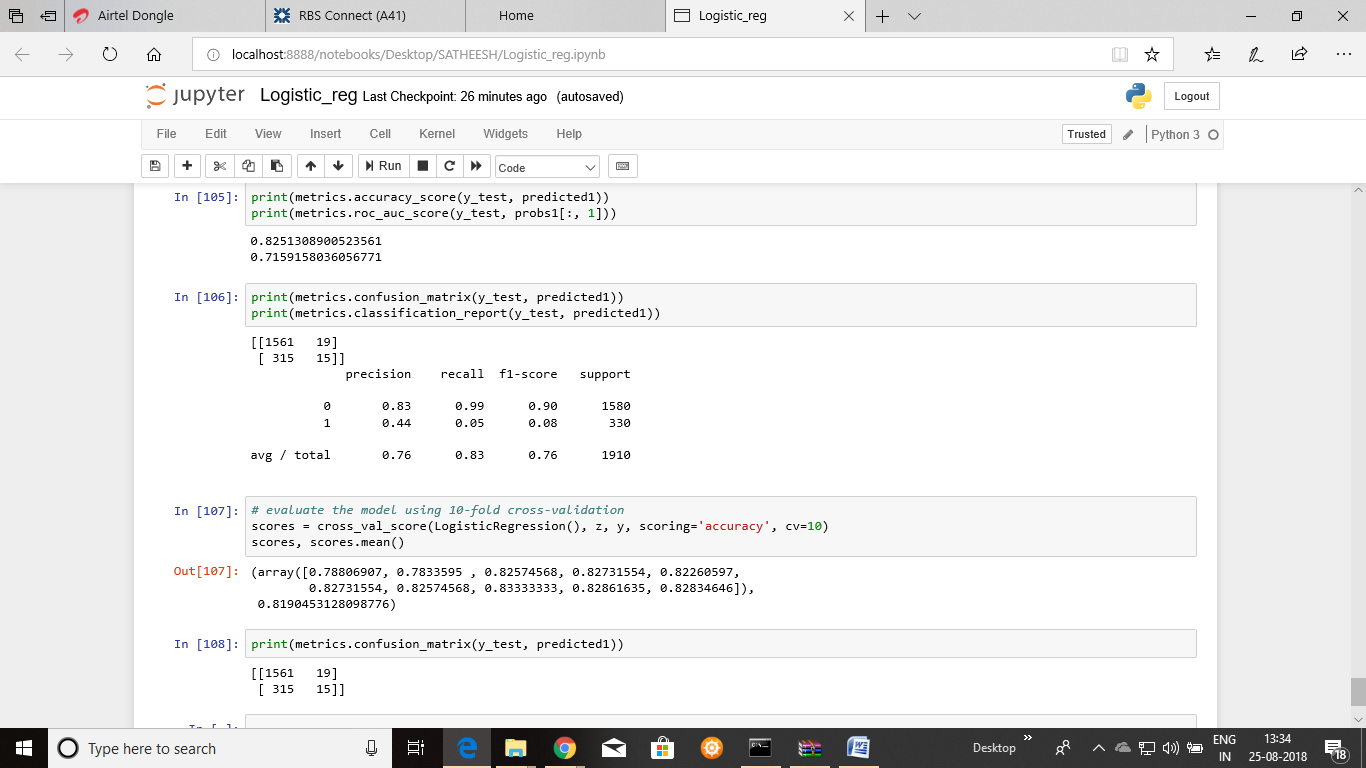 Airtel Dongle RBS Connect (A41) Home Logistic_reg
localhost:8888/notebooks/Desktop/SATHEESH/Logistic_reg.ipynb
jupyter Logistic_reg Last Checkpoint: 26 minutes ago (autosaved) Logout
File Edit View Insert Cell Kernel Widgets Help Trusted Python 3
Run Code
In [105]: print(metrics.accuracy_score(y_test, predicted1))
print(metrics.roc_auc_score(y_test, probs1[:, 1]))
0.8251308900523561
0.7159158036056771
In [106]: print(metrics.confusion_matrix(y_test, predicted1))
print(metrics.classification_report(y_test, predicted1))
[[1561   19]
 [ 315   15]]
precision recall f1-score support
0 0.83 0.99 0.90 1580
1 0.44 0.05 0.08 330
avg / total 0.76 0.83 0.76 1910
In [107]: # evaluate the model using 10-fold cross-validation
scores = cross_val_score(LogisticRegression(), z, y, scoring='accuracy', cv=10)
scores, scores.mean()
Out[107]: (array([0.78806907, 0.7833595 , 0.82574568, 0.82731554, 0.82260597,
0.82731554, 0.82574568, 0.83333333, 0.82861635, 0.82834646]),
0.8190453128098776)
In [108]: print(metrics.confusion_matrix(y_test, predicted1))
[[1561   19]
 [ 315   15]]
Type here to search Desktop ENG 13:34
IN 25-08-2018 18